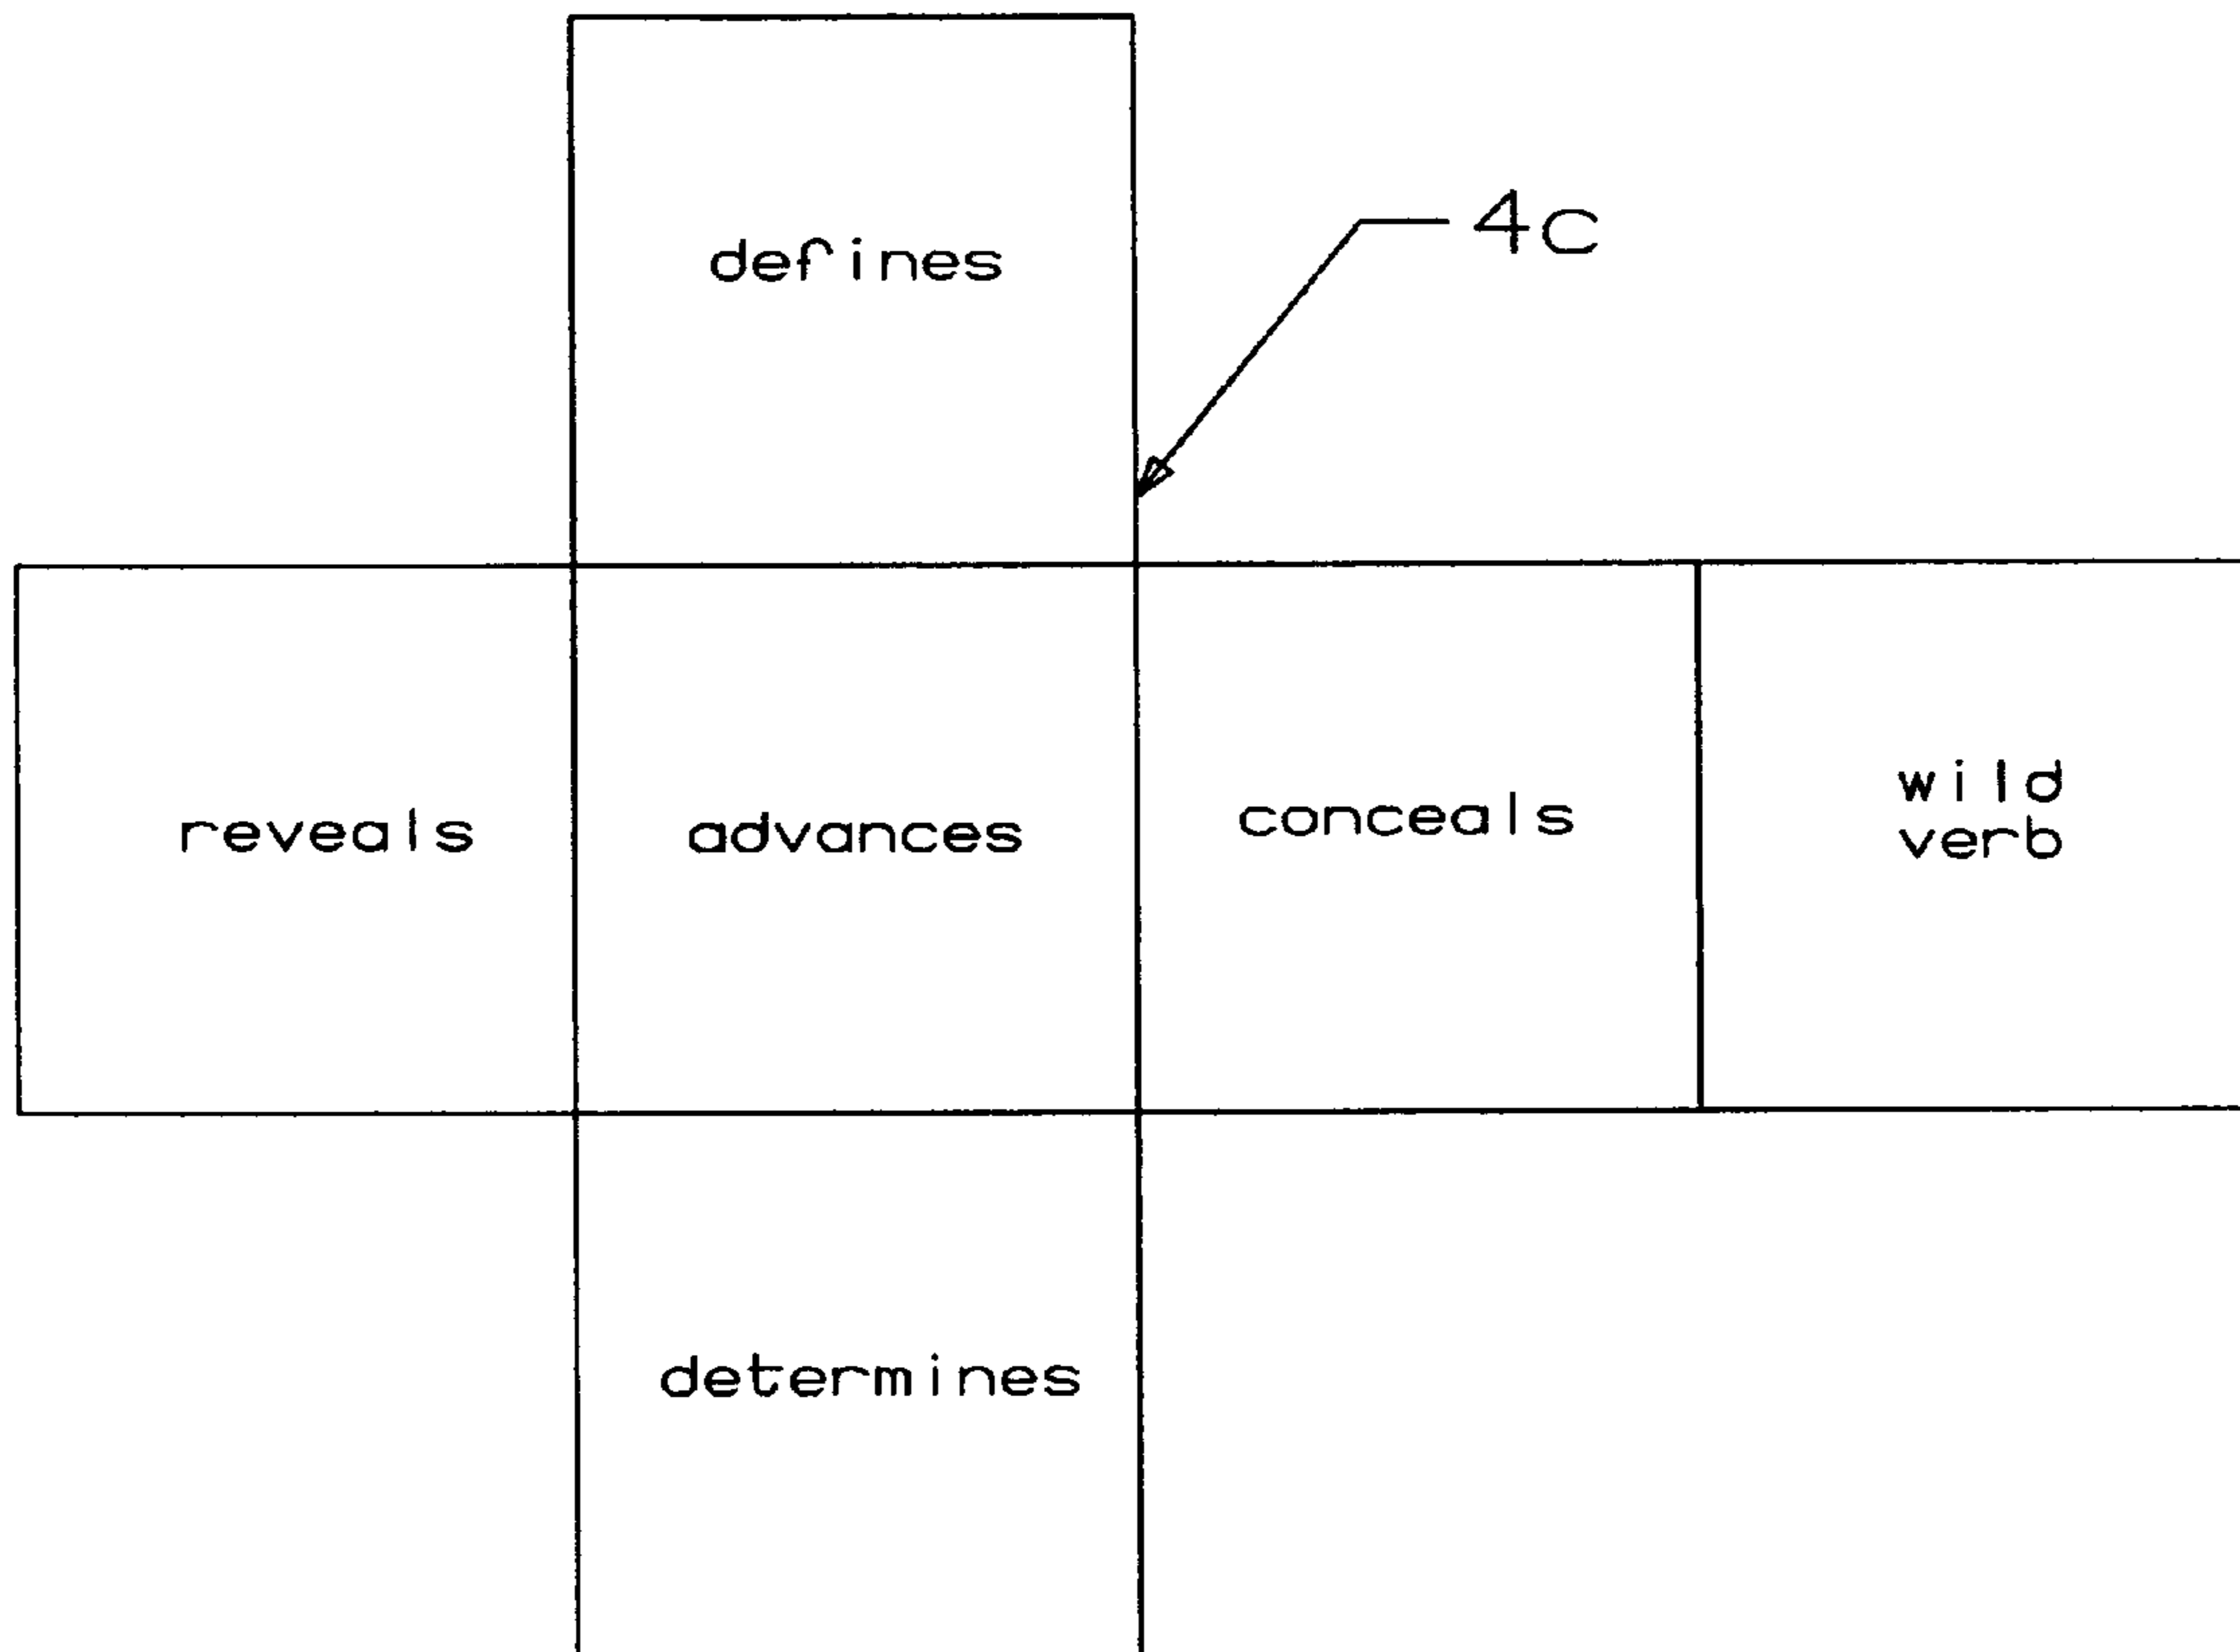 defines
4c
reveals
advances
conceals
wild
verb
determines